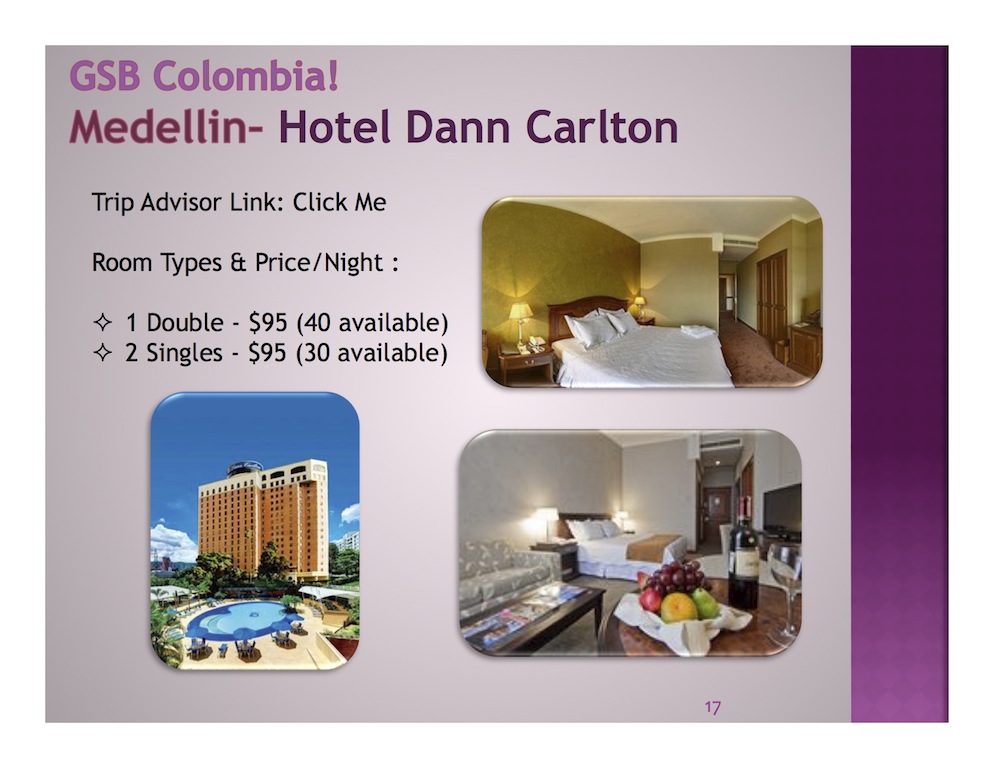 GSB Colombia!
Medellin- Hotel Dann Carlton
Trip Advisor Link: Click Me
Room Types & Price/Night :
✧ 1 Double - $95 (40 available)
✧ 2 Singles - $95 (30 available)
17